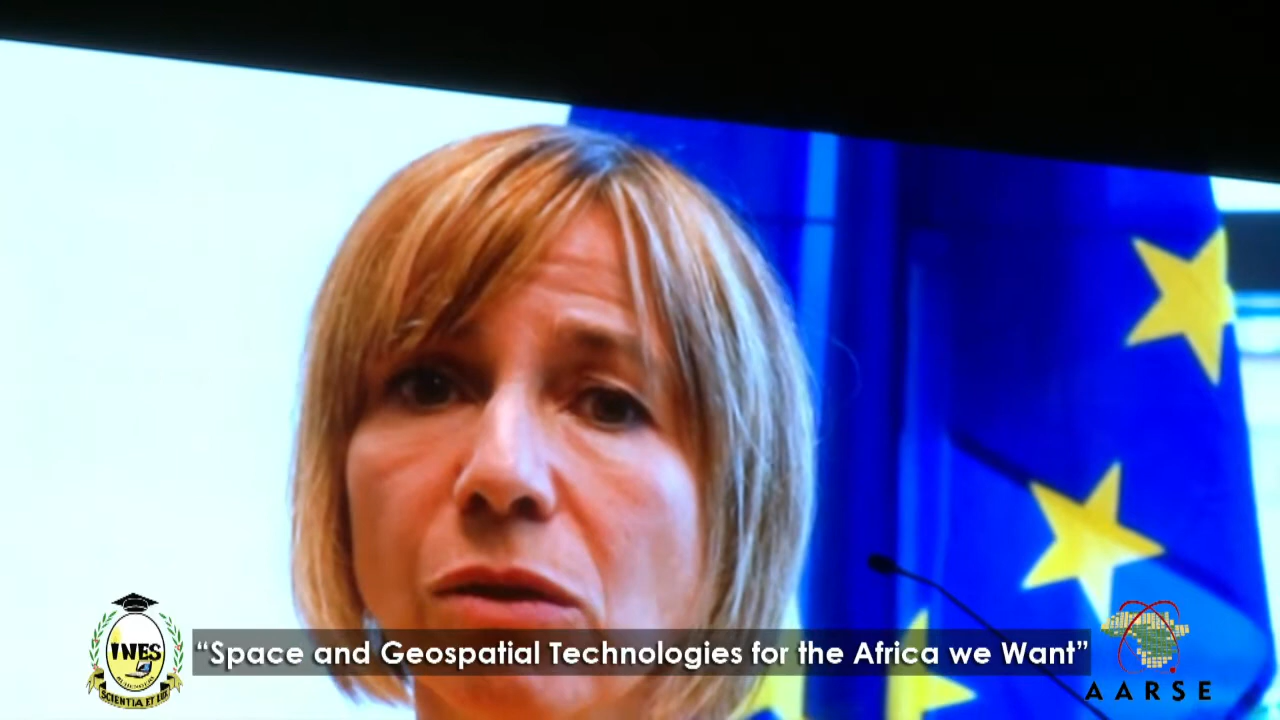 INES
SCIENTIA ET LUX
“Space and Geospatial Technologies for the Africa we Want”
AARSE